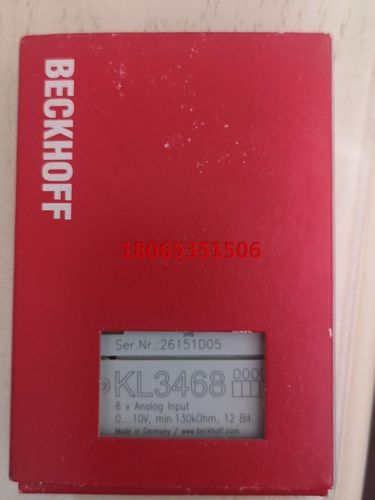 BECKHOFF
18065351506
Ser.Nr.:26151D05
KL3468
8 x Analog Input
0...10V, min.130kOhm, 12 Bit
Made in Germany / www.beckhoff.com